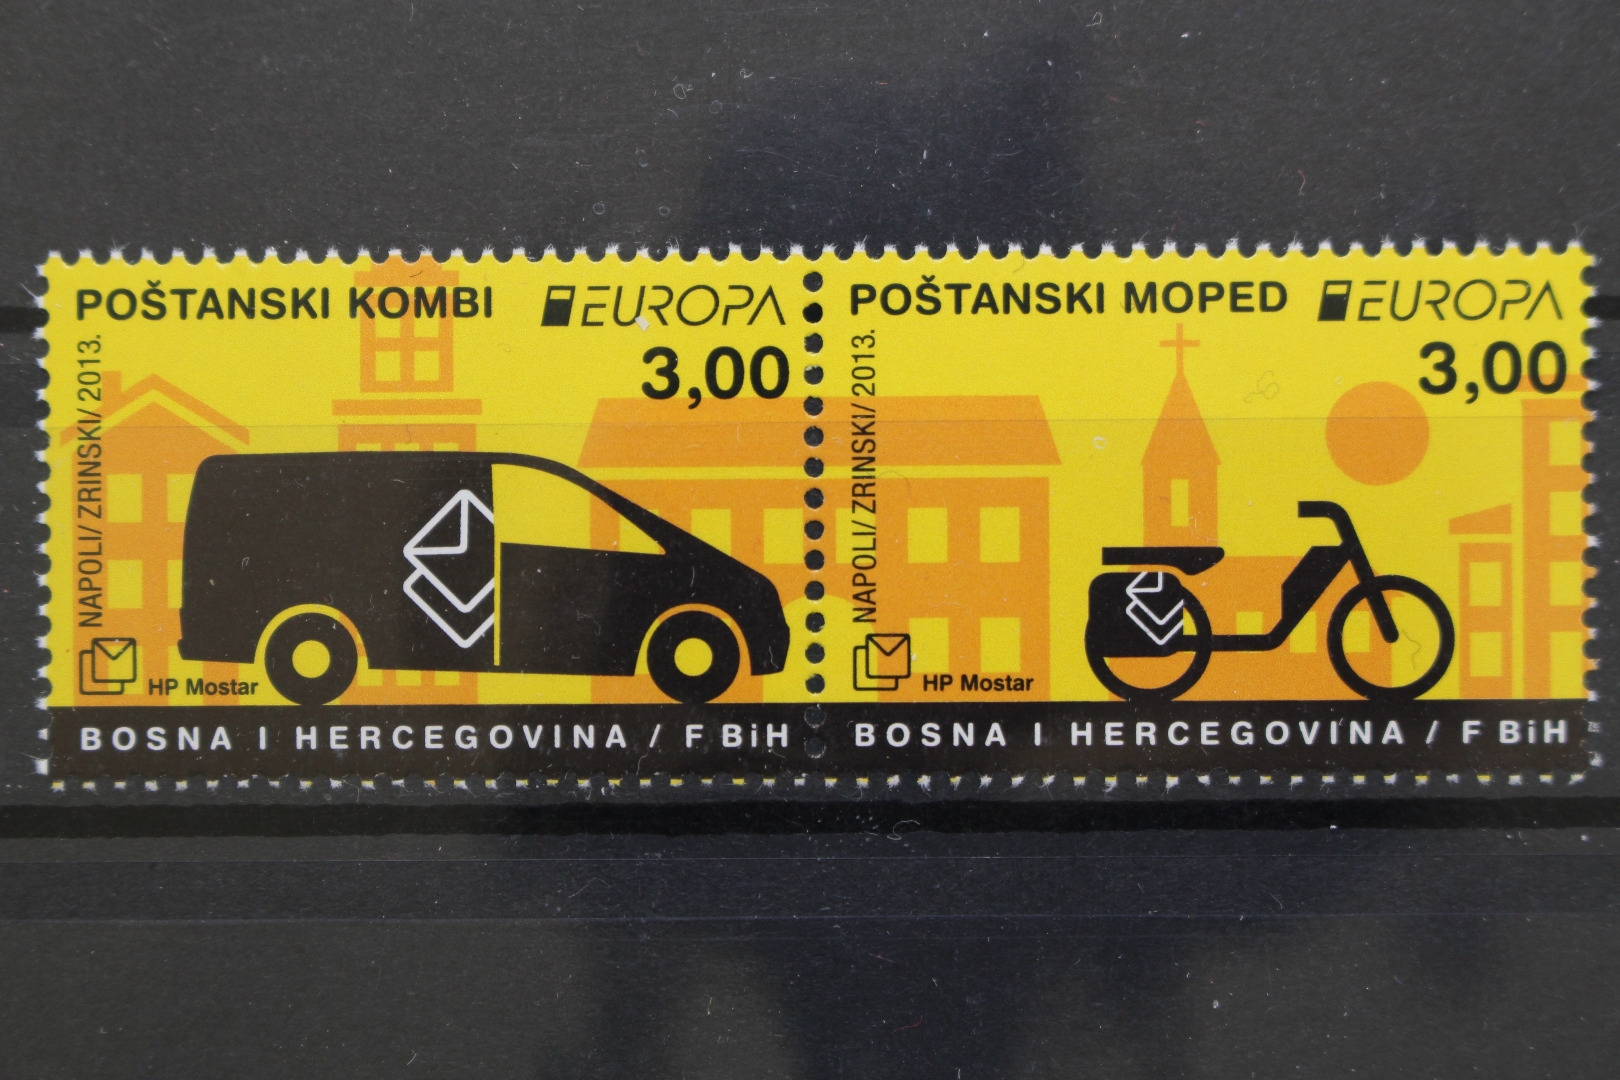 POŠTANSKI KOMBI
EUROPA
3,00
NAPOLI/ ZRINSKI/ 2013.
HP Mostar
BOSNA I HERCEGOVINA / F BiH
POŠTANSKI MOPED
EUROPA
3,00
NAPOLI/ ZRINSKI/ 2013.
HP Mostar
BOSNA I HERCEGOVINA / F BiH